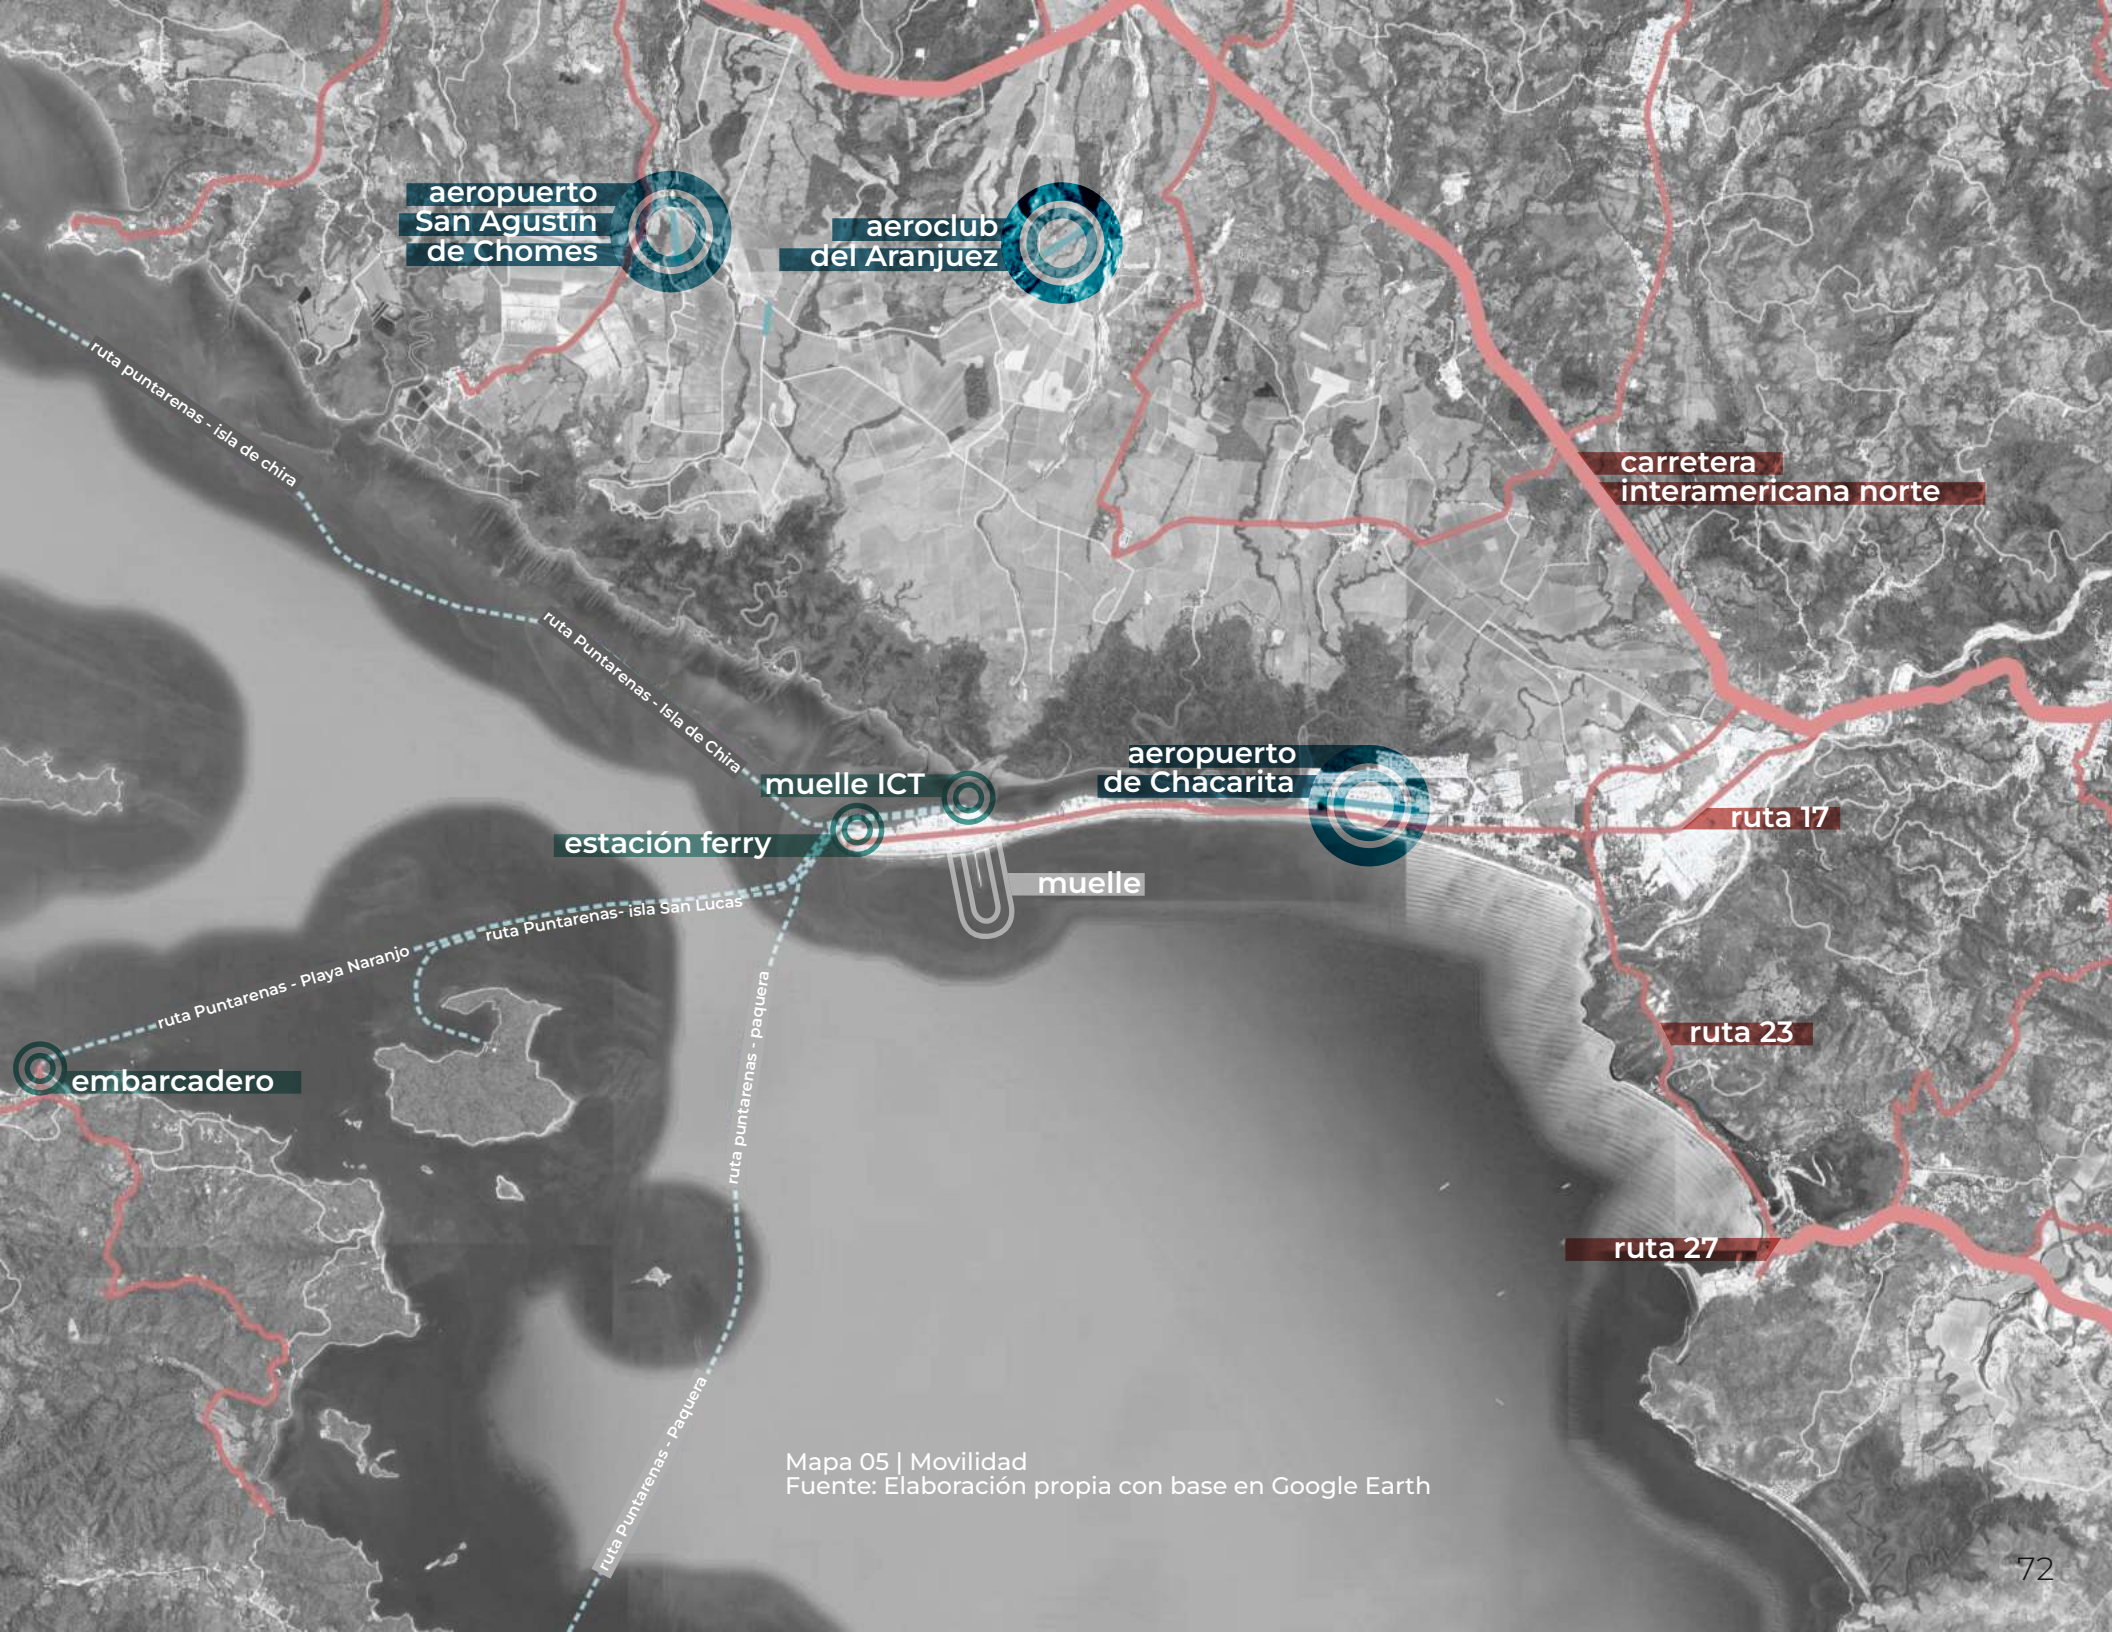 aeropuerto
San Agustín
de Chomes
aeroclub
del Aranjuez
ruta puntarenas - isla de chira
carretera
interamericana norte
ruta Puntarenas - Isla de Chira
aeropuerto
de Chacarita
muelle ICT
ruta 17
estación ferry
muelle
ruta Puntarenas- isla San Lucas
ruta Puntarenas - Playa Naranjo
ruta puntarenas - paquera
ruta 23
embarcadero
ruta 27
ruta Puntarenas - Paquera
Mapa 05 | Movilidad
Fuente: Elaboración propia con base en Google Earth
72